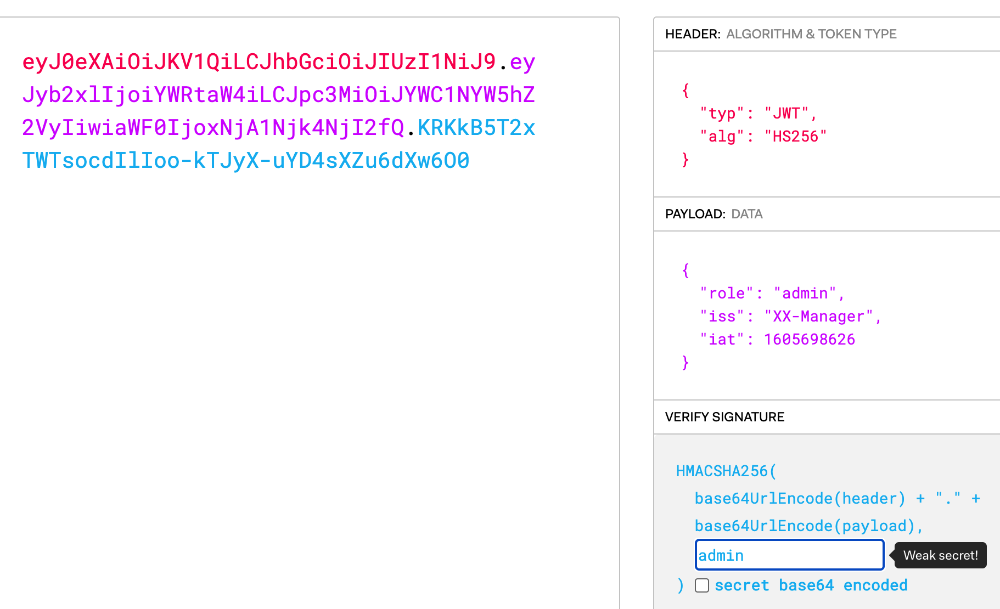 eyJ0eXAiOiJKV1QiLCJhbGciOiJIUzI1NiJ9.ey
Jyb2xlIjoiYWRtaW4iLCJpc3MiOiJYWC1NYW5hZ
2VyIiwiaWF0IjoxNjA1Njk4NjI2fQ.KRKkB5T2x
TWTsocdIlIoo-kTJyX-uYD4sXZu6dXw6O0
HEADER: ALGORITHM & TOKEN TYPE
{
"typ": "JWT",
"alg": "HS256"
}
PAYLOAD: DATA
{
"role": "admin",
"iss": "XX-Manager",
"iat": 1605698626
}
VERIFY SIGNATURE
HMACSHA256(
base64UrlEncode(header) + "." +
base64UrlEncode(payload),
admin
Weak secret!
) secret base64 encoded